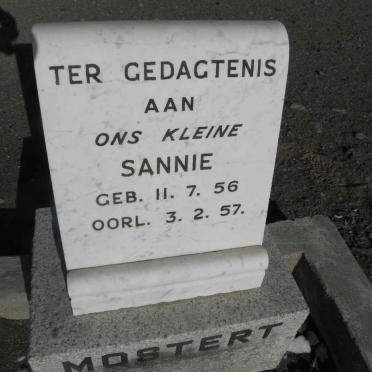 TER GEDAGTENIS
AAN
ONS KLEINE
SANNIE
GEB. 11. 7. 56
OORL. 3. 2. 57.
MOSTERT